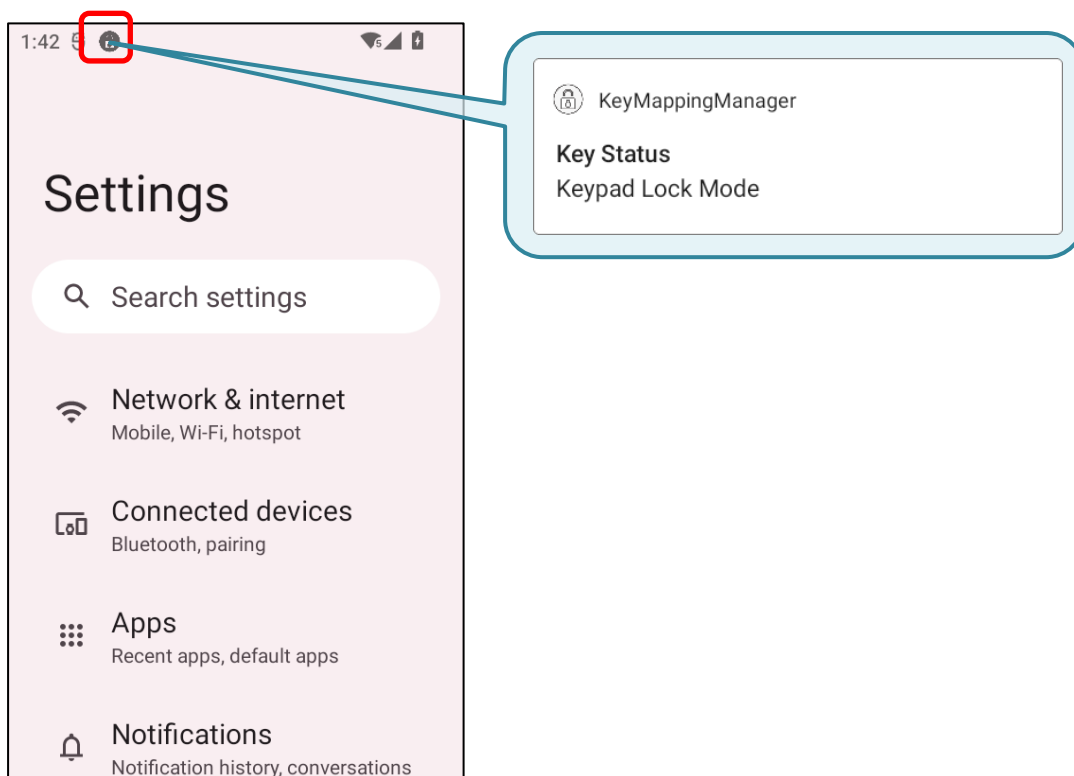 1:42
5
KeyMappingManager
Key Status
Keypad Lock Mode
Settings
Search settings
Network & internet
Mobile, Wi-Fi, hotspot
Connected devices
Bluetooth, pairing
Apps
Recent apps, default apps
Notifications
Notification history, conversations